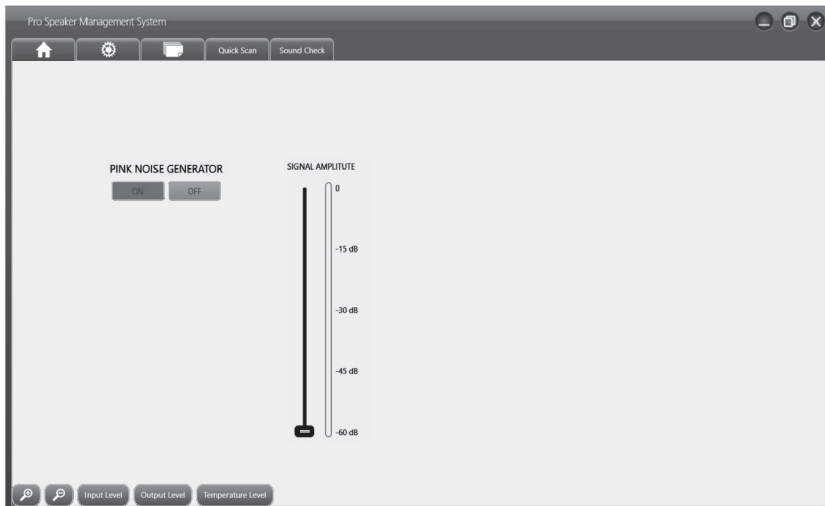 Pro Speaker Management System
Quick Scan
Sound Check
PINK NOISE GENERATOR
ON
OFF
SIGNAL AMPLITUTE
0
-15 dB
-30 dB
-45 dB
-60 dB
Input Level
Output Level
Temperature Level